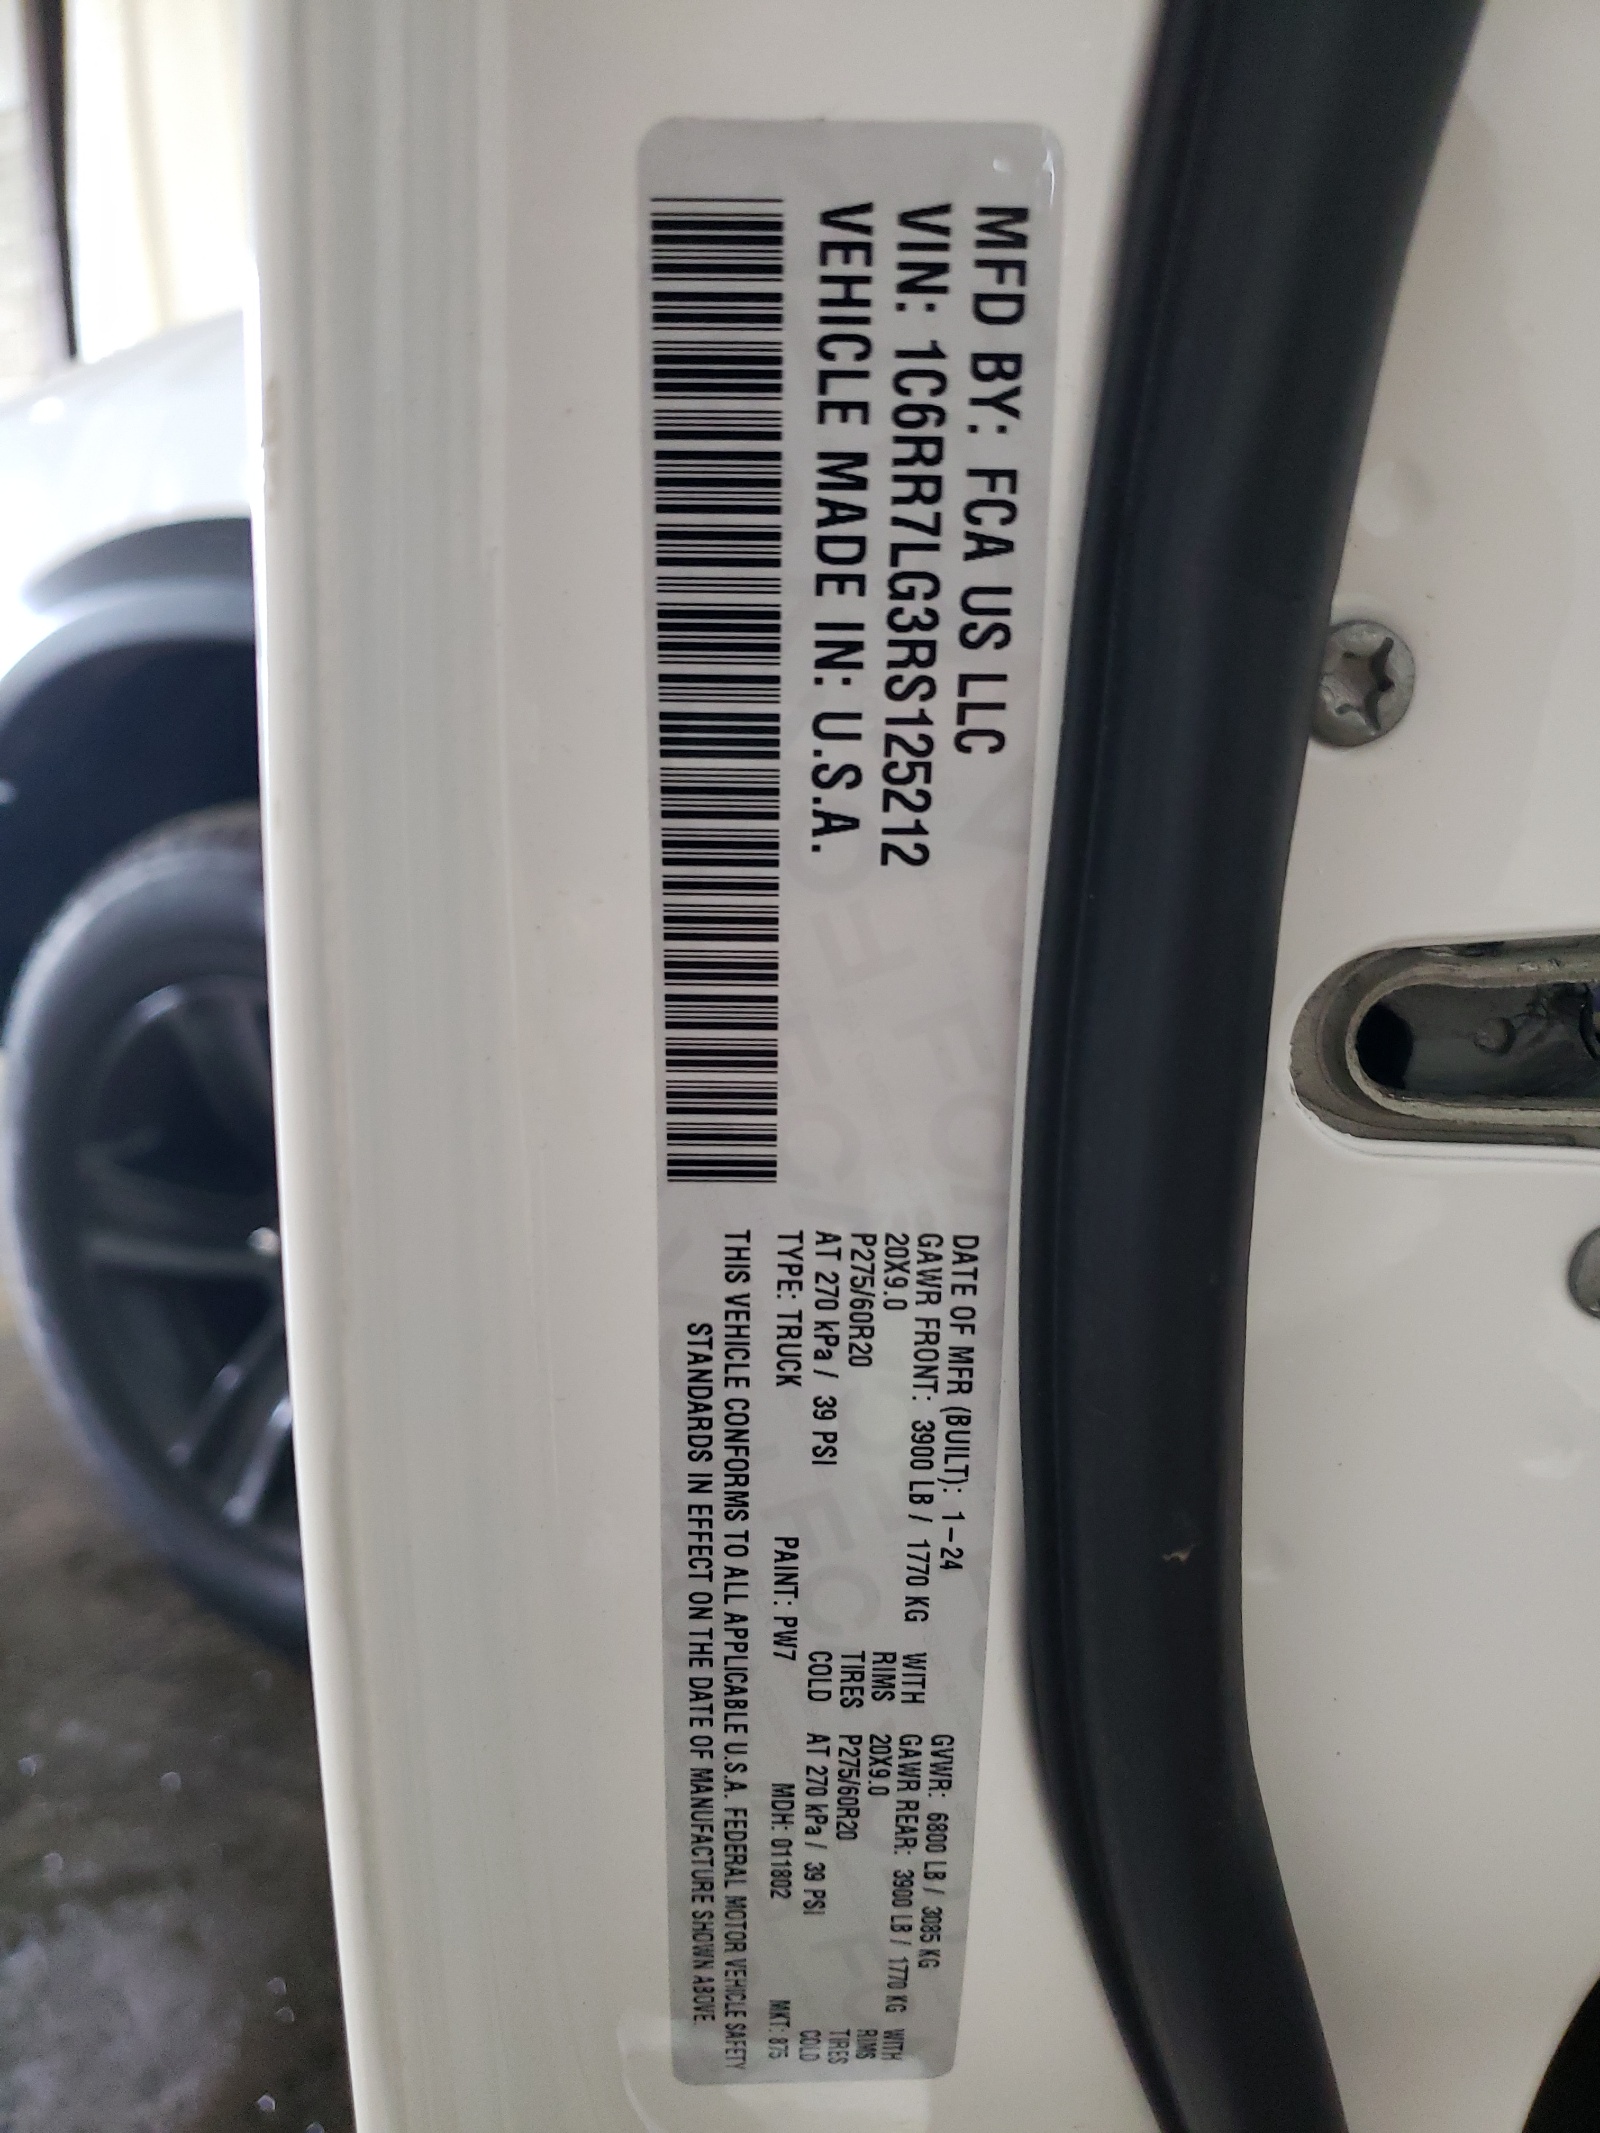 MFD BY: FCA US LLC
VIN: 1C6RR7LG3RS125212
VEHICLE MADE IN: U.S.A.
DATE OF MFR (BUILT): 1-24 GVWR: 6800 LB / 3085 KG
GAWR FRONT: 3900 LB / 1770 KG WITH GAWR REAR: 3900 LB / 1770 KG WITH
20X9.0 RIMS 20X9.0 RIMS
P275/60R20 TIRES P275/60R20 TIRES
AT 270 kPa / 39 PSI COLD AT 270 kPa / 39 PSI COLD
TYPE: TRUCK PAINT: PW7 MDH: 011802 MKT: 875
THIS VEHICLE CONFORMS TO ALL APPLICABLE U.S.A. FEDERAL MOTOR VEHICLE SAFETY
STANDARDS IN EFFECT ON THE DATE OF MANUFACTURE SHOWN ABOVE.